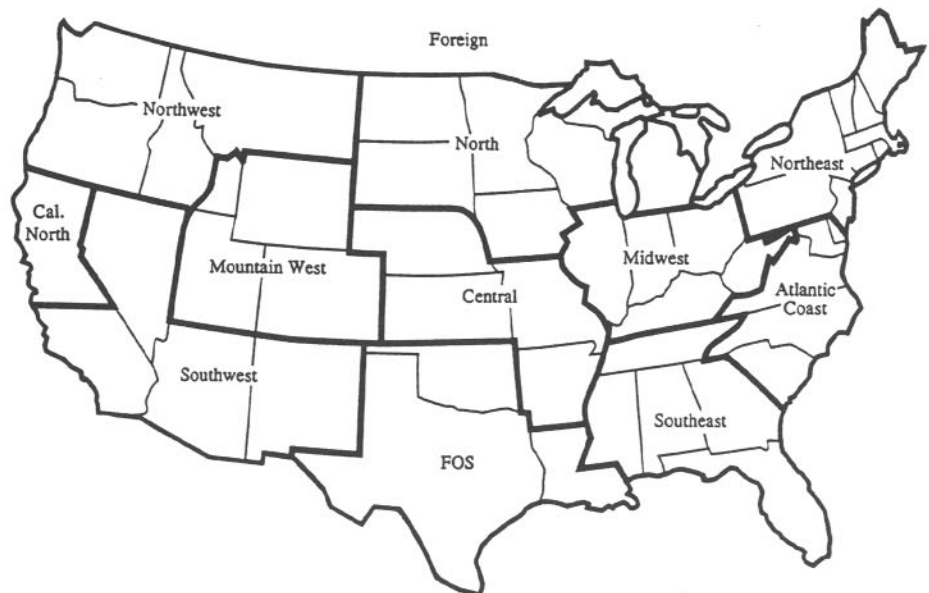 Foreign
Northwest
North
Northeast
Cal.
North
Mountain West
Midwest
Central
Atlantic
Coast
Southwest
Southeast
FOS